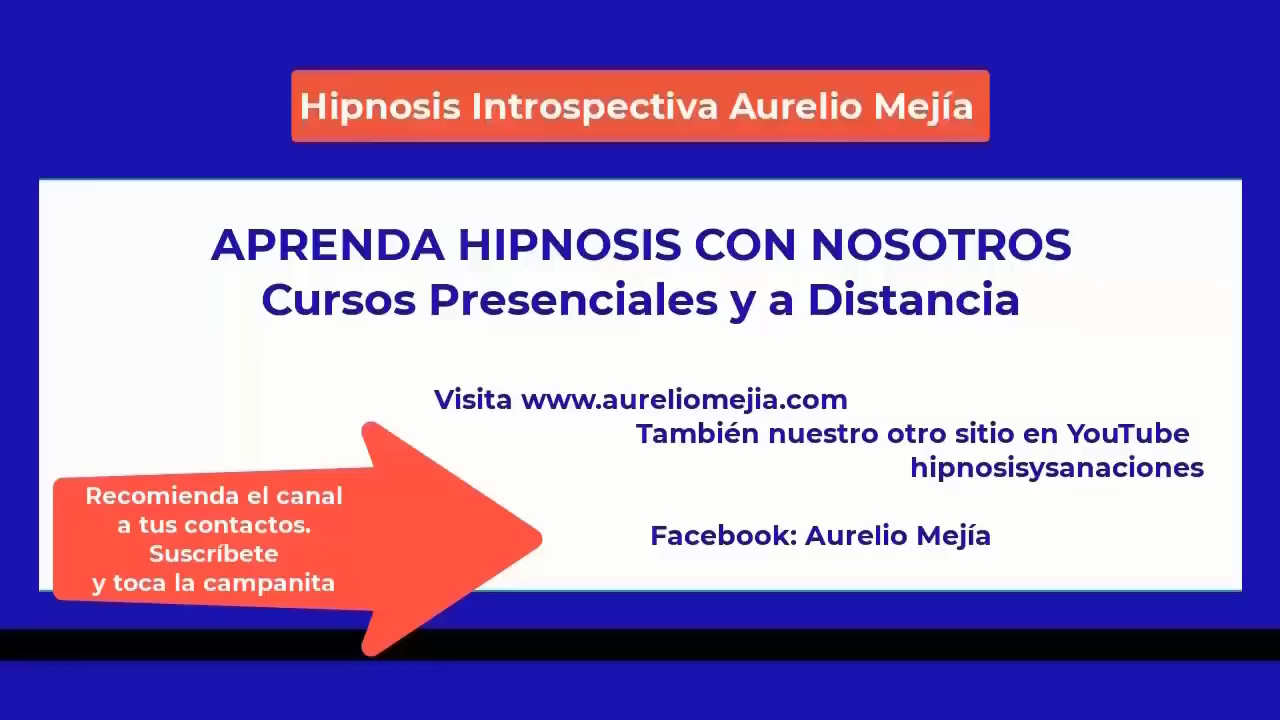 Hipnosis Introspectiva Aurelio Mejía
APRENDA HIPNOSIS CON NOSOTROS
Cursos Presenciales y a Distancia
Visita www.aureliomejia.com
También nuestro otro sitio en YouTube
hipnosisysanaciones
Facebook: Aurelio Mejía
Recomienda el canal
a tus contactos.
Suscríbete
y toca la campanita